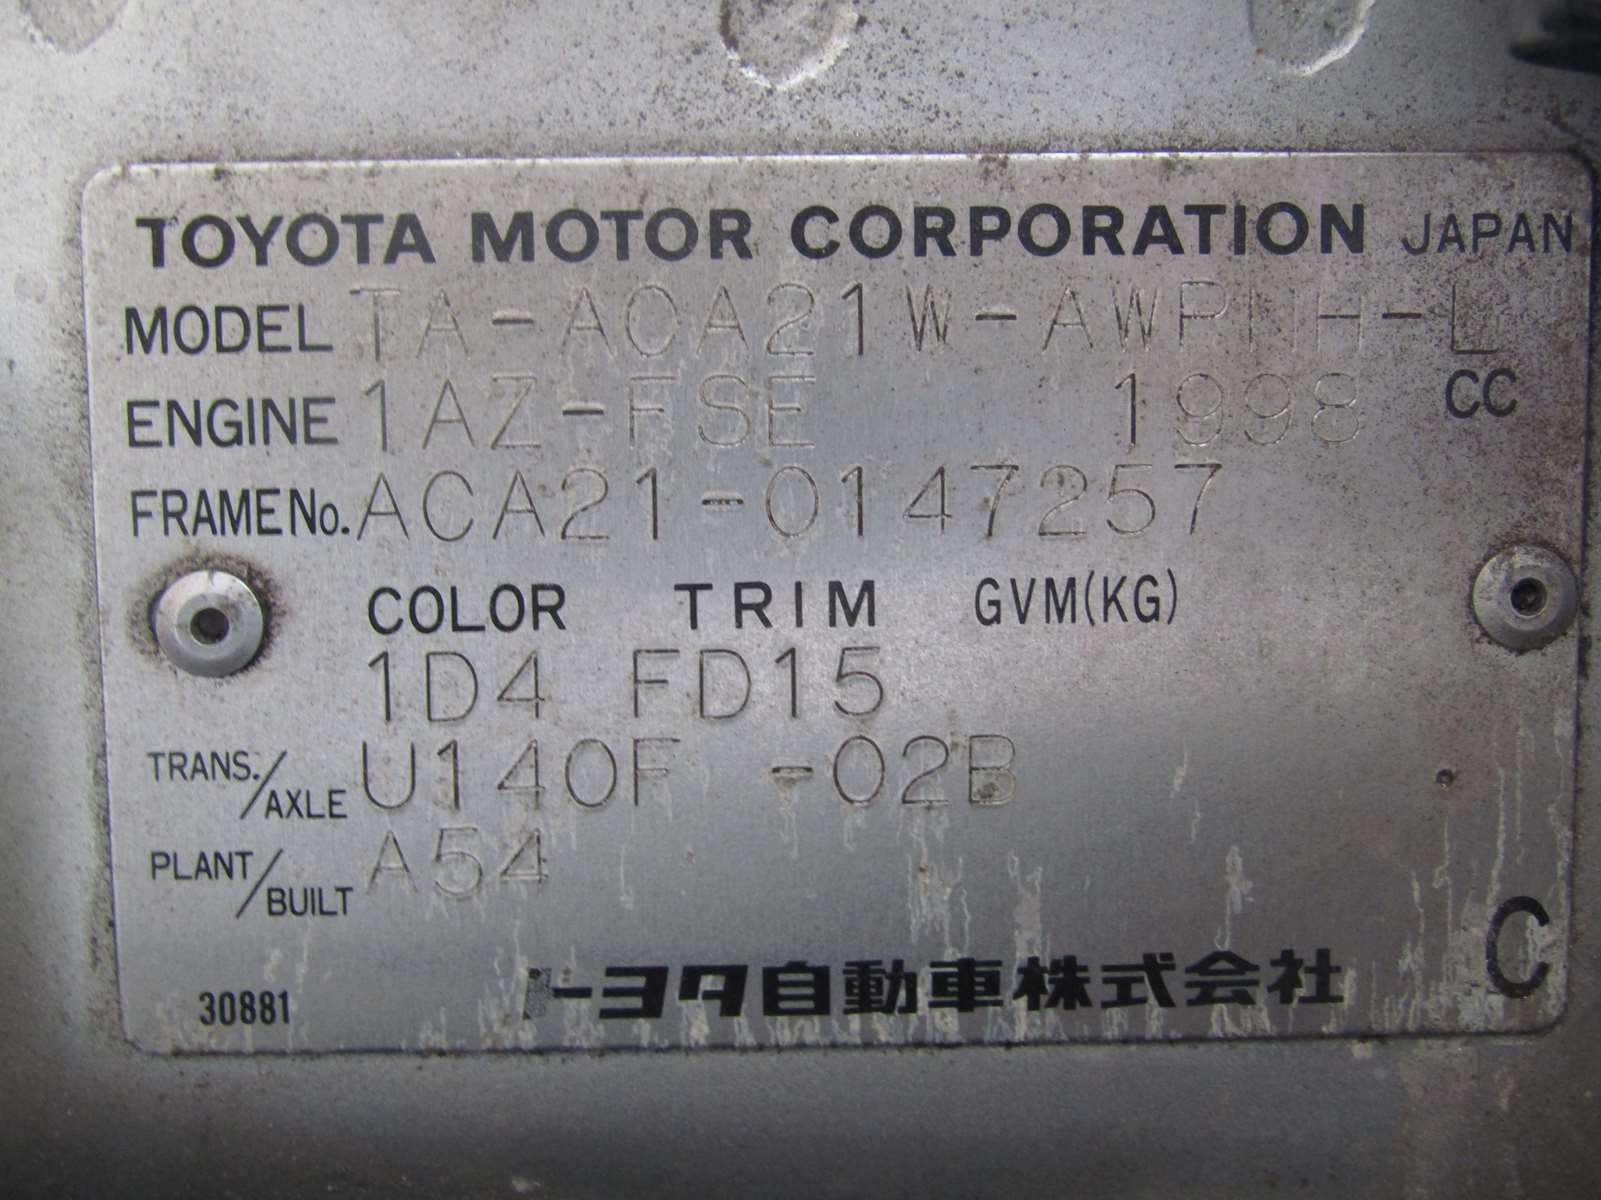 TOYOTA MOTOR CORPORATION JAPAN
MODEL TA-ACA21W-AWPNH-L
ENGINE 1AZ-FSE 1998 CC
FRAME No. ACA21-0147257
COLOR TRIM GVM(KG)
1D4 FD15
TRANS./AXLE U140F -02B
PLANT/BUILT A54
C
30881 トヨタ自動車株式会社